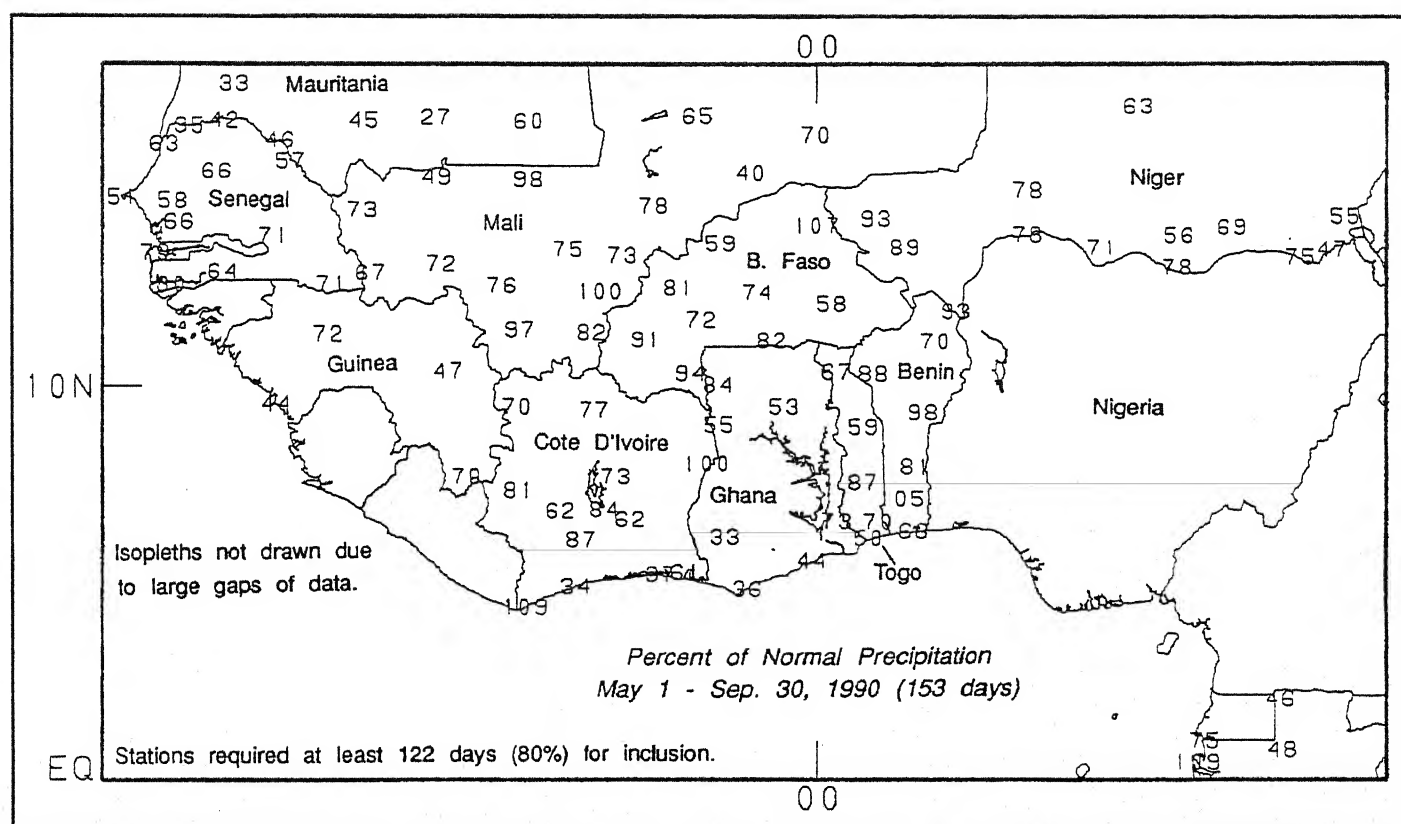 00
33 Mauritania
63
35 42 45 27 60 65
63 46 70
57
66 40
49 98 78 Niger
58 Senegal 73 78
66 Mali 107 93 55
71 59 56 69
75 73 89 71 75 47
B. Faso 78
64 71 67 72
76 100 81 74 58
93
72 97 82 91 72 82 70
Guinea 47 94 67 88 Benin
10N 84
44 70 77 53 98 Nigeria
55 59
Cote D'Ivoire
100 81
73
81 Ghana 87
62 62
87 33
Isopleths not drawn due 68
to large gaps of data. 44 Togo
34 36
109
Percent of Normal Precipitation
May 1 - Sep. 30, 1990 (153 days)
46
75 48
Stations required at least 122 days (80%) for inclusion.
EQ
00